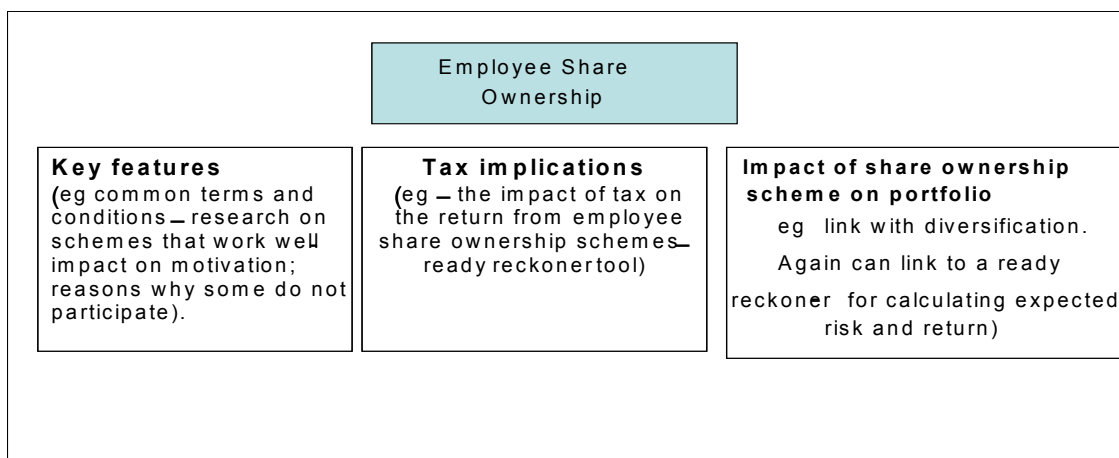 Employee Share
Ownership
Key features
(eg common terms and
conditions – research on
schemes that work well
impact on motivation;
reasons why some do not
participate).
Tax implications
(eg – the impact of tax on
the return from employee
share ownership schemes –
ready reckoner tool)
Impact of share ownership
scheme on portfolio
eg link with diversification.
Again can link to a ready
reckoner for calculating expected
risk and return)